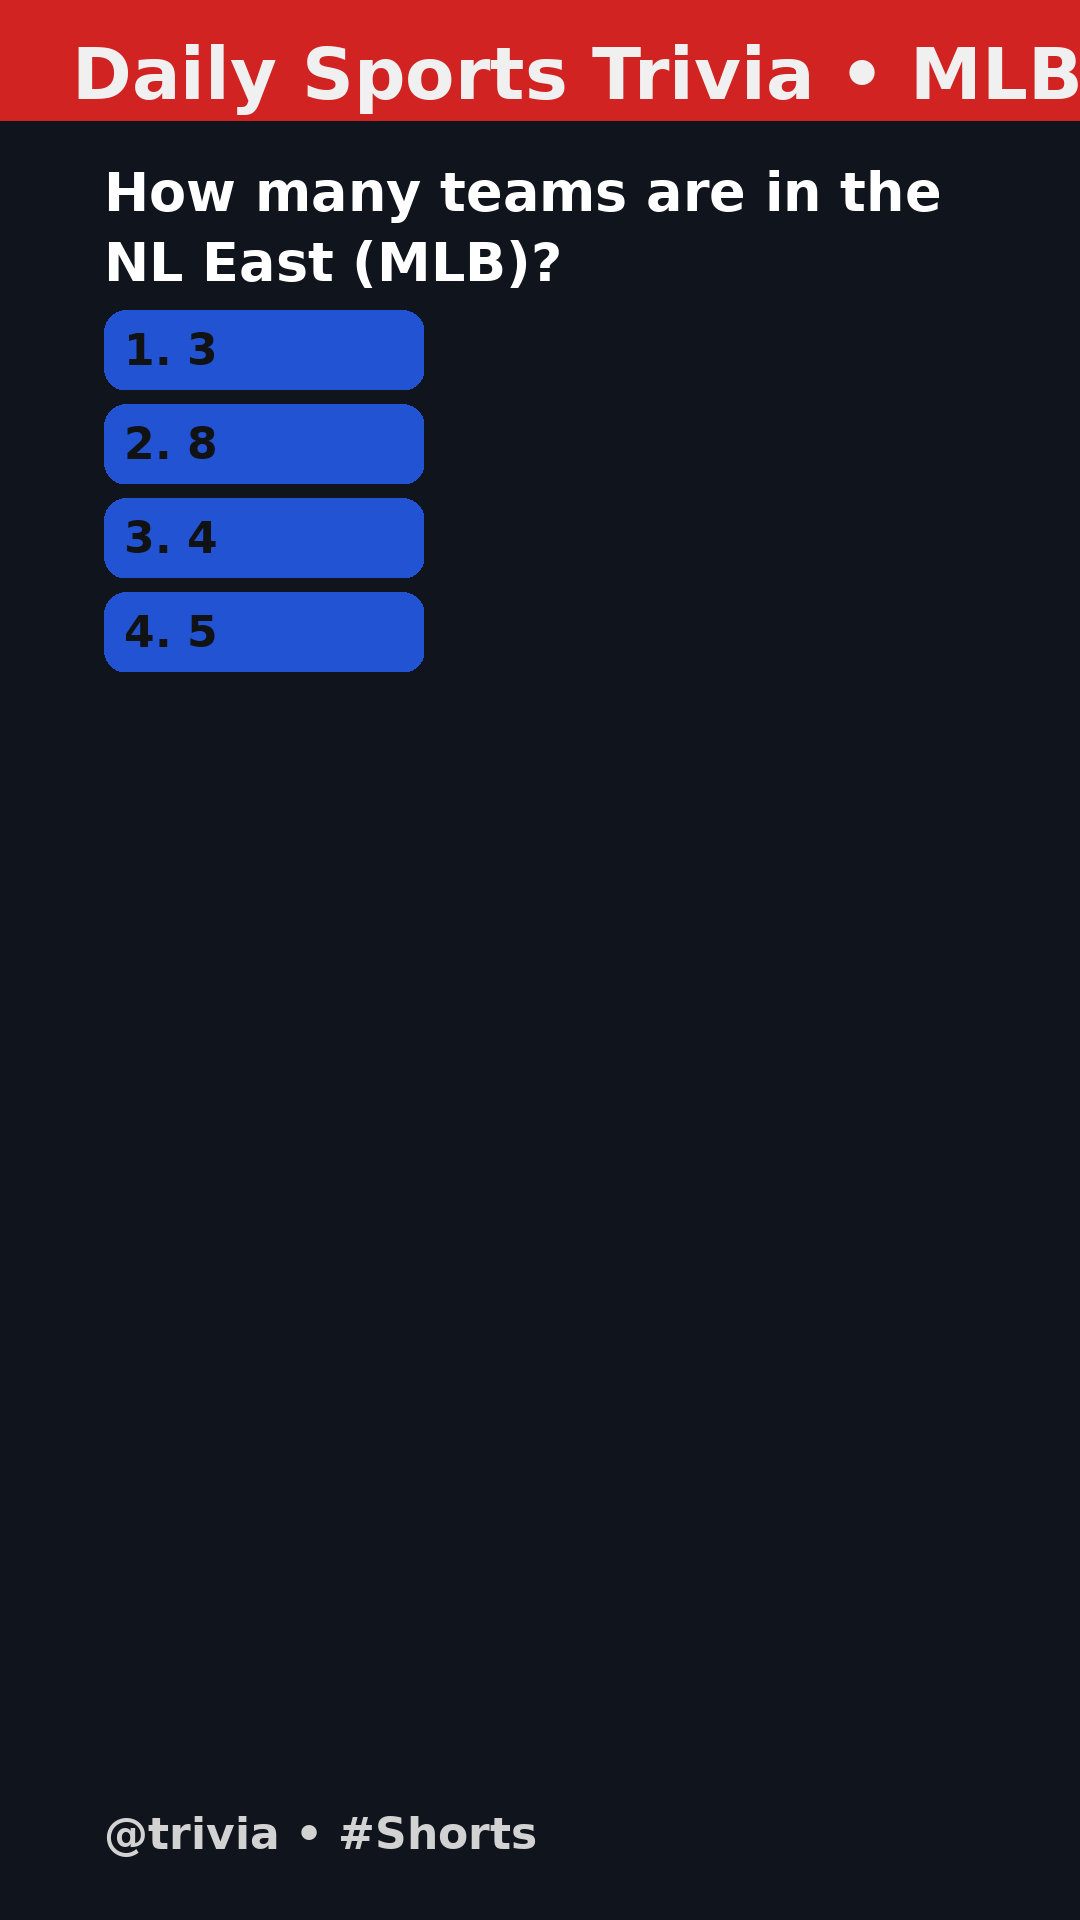 Daily Sports Trivia • MLB
How many teams are in the
NL East (MLB)?
1. 3
2. 8
3. 4
4. 5
@trivia • #Shorts